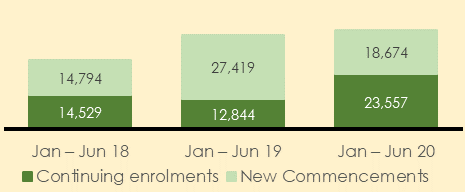 18,674
27,419
14,794
23,557
14,529
12,844
Jan – Jun 18
Jan – Jun 19
Jan – Jun 20
Continuing enrolments
New Commencements